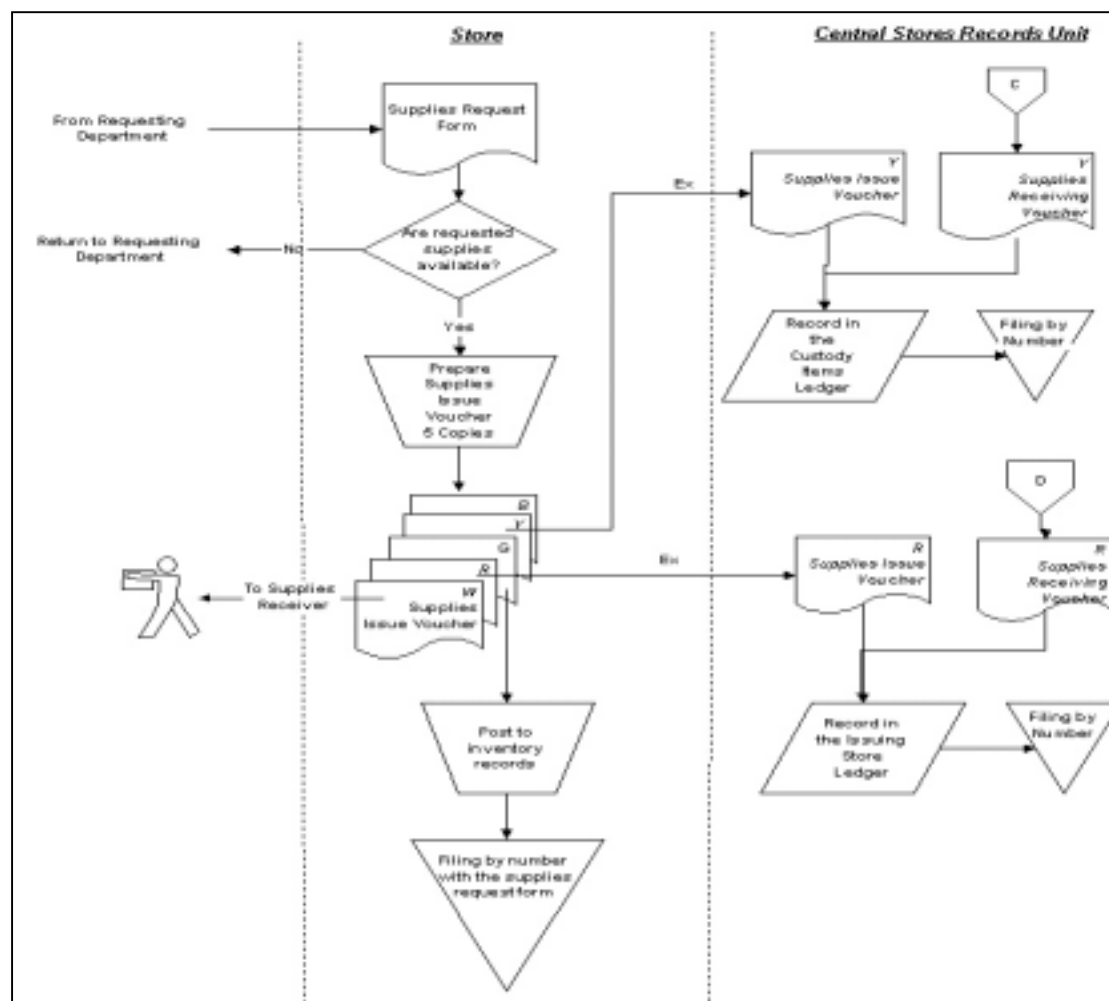 Store
Central Stores Records Unit
From Requesting
Department
Supplies Request
Form
Return to Requesting
Department
No
Are requested
supplies
available?
Yes
Prepare
Supplies
Issue
Voucher
5 Copies
B
Y
G
R
W
Supplies
Issue Voucher
To Supplies
Receiver
Post to
inventory
records
Filing by number
with the supplies
request form
Ex
Y
Supplies Issue
Voucher
C
Y
Supplies
Receiving
Voucher
Record in
the
Custody
Items
Ledger
Filing by
Number
Ex
R
Supplies Issue
Voucher
D
R
Supplies
Receiving
Voucher
Record in
the Issuing
Store
Ledger
Filing by
Number